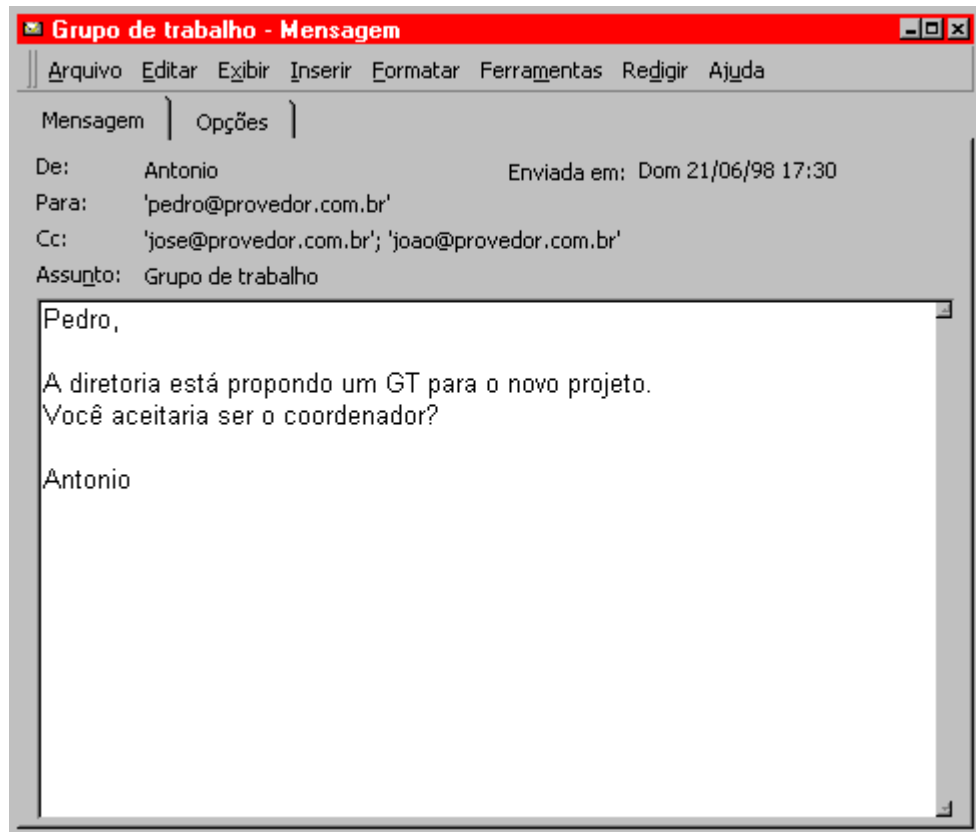 Grupo de trabalho - Mensagem
Arquivo Editar Exibir Inserir Formatar Ferramentas Redigir Ajuda
Mensagem Opções
De: Antonio Enviada em: Dom 21/06/98 17:30
Para: 'pedro@provedor.com.br'
Cc: 'jose@provedor.com.br'; 'joao@provedor.com.br'
Assunto: Grupo de trabalho
Pedro,
A diretoria está propondo um GT para o novo projeto.
Você aceitaria ser o coordenador?
Antonio